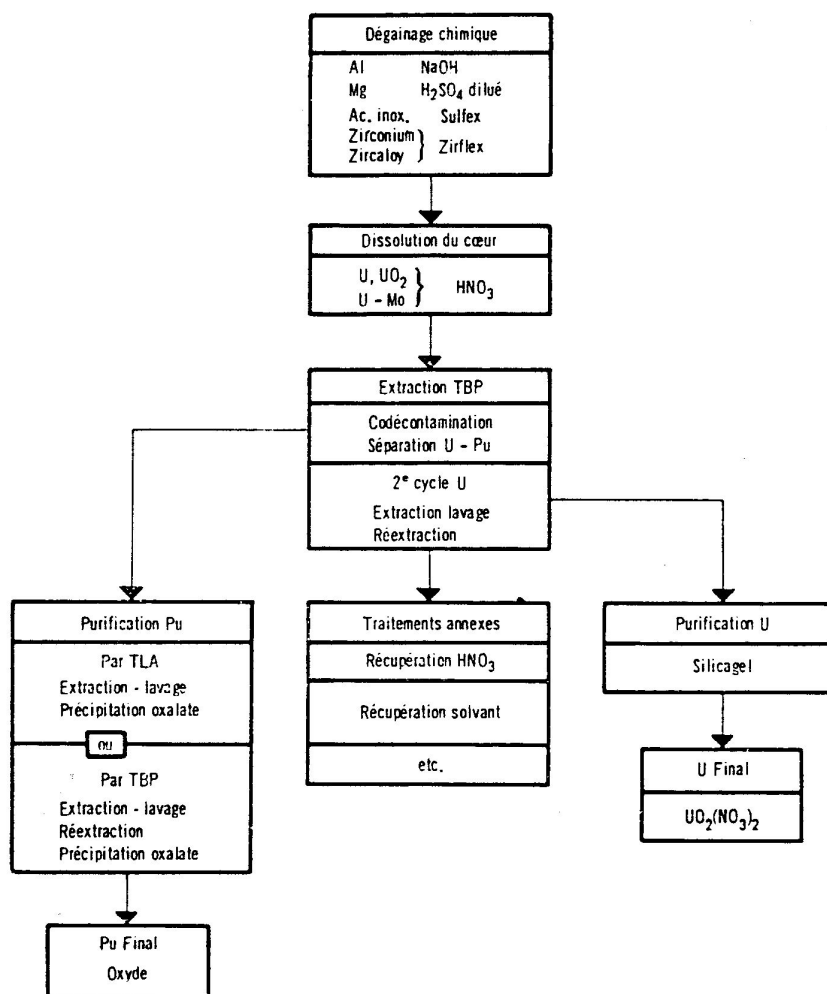 Dégainage chimique
Al NaOH
Mg H₂SO₄ dilué
Ac. inox. Sulfex
Zirconium
Zircaloy } Zirflex
Dissolution du cœur
U, UO₂
U - Mo } HNO₃
Extraction TBP
Codécontamination
Séparation U - Pu
2ᵉ cycle U
Extraction lavage
Réextraction
Purification Pu
Par TLA
Extraction - lavage
Précipitation oxalate
ou
Par TBP
Extraction - lavage
Réextraction
Précipitation oxalate
Pu Final
Oxyde
Traitements annexes
Récupération HNO₃
Récupération solvant
etc.
Purification U
Silicagel
U Final
UO₂(NO₃)₂